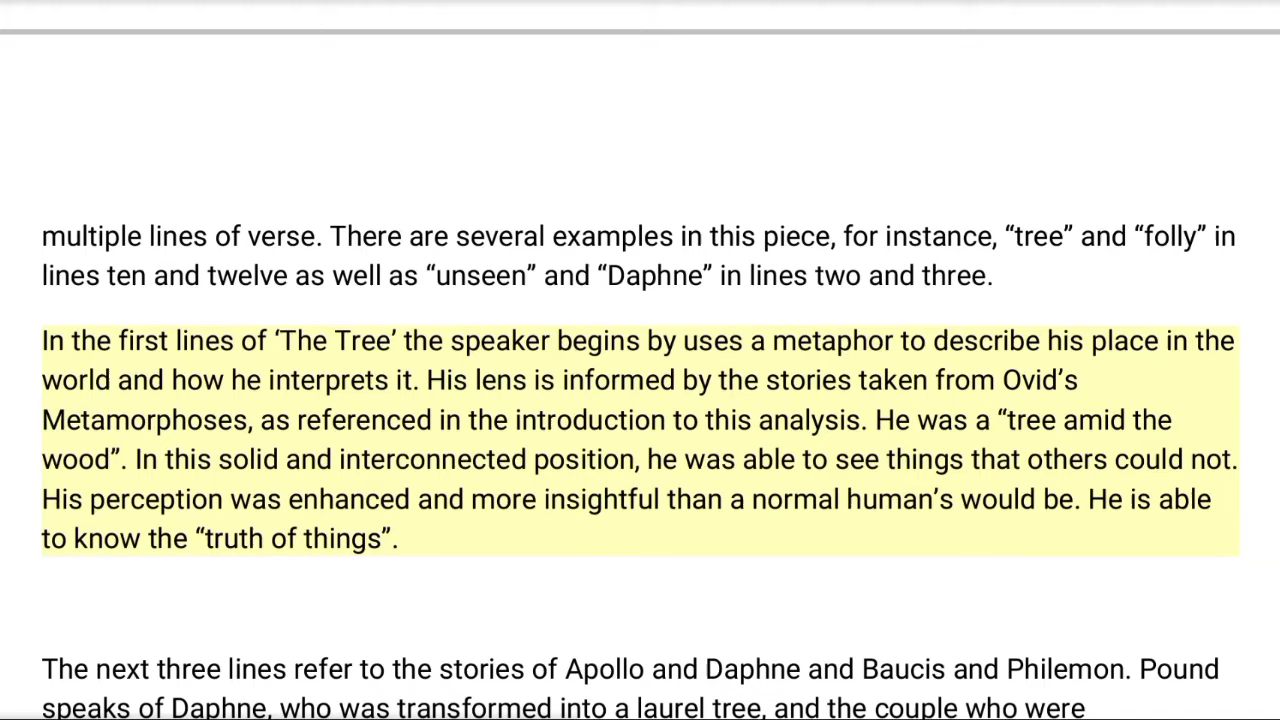 multiple lines of verse. There are several examples in this piece, for instance, “tree” and “folly” in
lines ten and twelve as well as “unseen” and “Daphne” in lines two and three.
In the first lines of ‘The Tree’ the speaker begins by uses a metaphor to describe his place in the
world and how he interprets it. His lens is informed by the stories taken from Ovid’s
Metamorphoses, as referenced in the introduction to this analysis. He was a “tree amid the
wood”. In this solid and interconnected position, he was able to see things that others could not.
His perception was enhanced and more insightful than a normal human’s would be. He is able
to know the “truth of things”.
The next three lines refer to the stories of Apollo and Daphne and Baucis and Philemon. Pound
speaks of Daphne, who was transformed into a laurel tree, and the couple who were